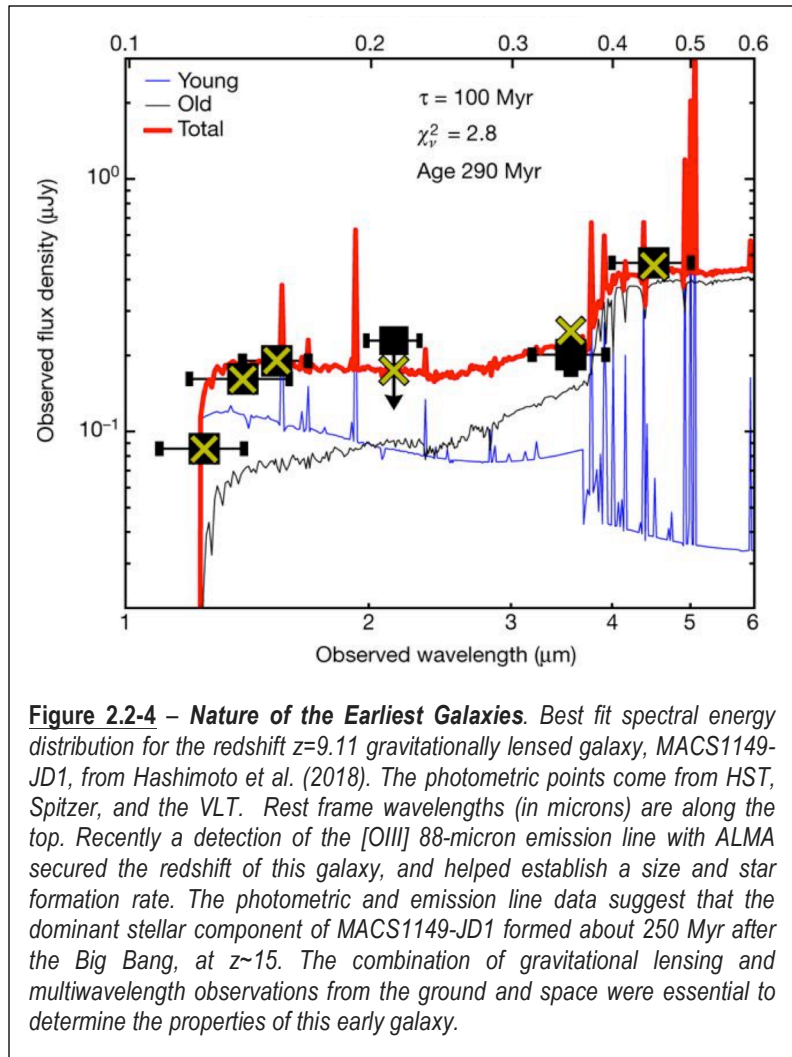 0.1 0.2 0.3 0.4 0.5 0.6
Young
Old
Total
τ = 100 Myr
χ²ᵥ = 2.8
Age 290 Myr
10⁰
10⁻¹
Observed flux density (μJy)
1 2 3 4 5 6
Observed wavelength (μm)
Figure 2.2-4 – Nature of the Earliest Galaxies. Best fit spectral energy
distribution for the redshift z=9.11 gravitationally lensed galaxy, MACS1149-
JD1, from Hashimoto et al. (2018). The photometric points come from HST,
Spitzer, and the VLT. Rest frame wavelengths (in microns) are along the
top. Recently a detection of the [OIII] 88-micron emission line with ALMA
secured the redshift of this galaxy, and helped establish a size and star
formation rate. The photometric and emission line data suggest that the
dominant stellar component of MACS1149-JD1 formed about 250 Myr after
the Big Bang, at z~15. The combination of gravitational lensing and
multiwavelength observations from the ground and space were essential to
determine the properties of this early galaxy.